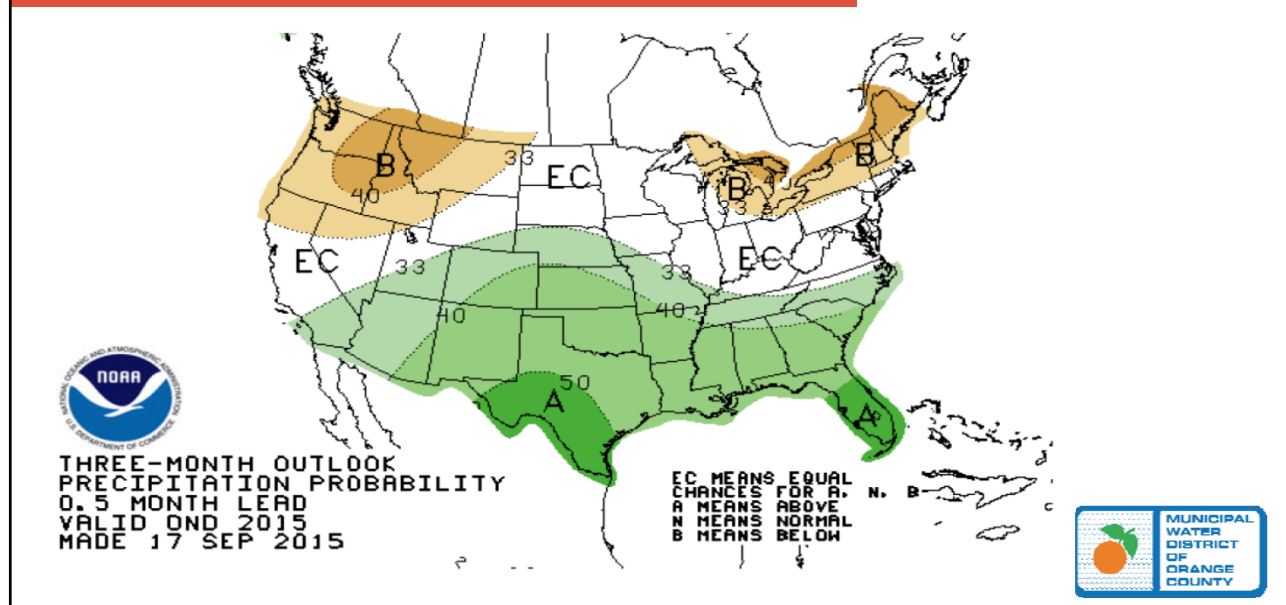 33
EC
B
40
B
B
33
EC
33
33
EC
40
40
50
A
A
NATIONAL OCEANIC AND ATMOSPHERIC ADMINISTRATION
NOAA
U.S. DEPARTMENT OF COMMERCE
THREE-MONTH OUTLOOK
PRECIPITATION PROBABILITY
0.5 MONTH LEAD
VALID OND 2015
MADE 17 SEP 2015
EC MEANS EQUAL
CHANCES FOR A, N, B
A MEANS ABOVE
N MEANS NORMAL
B MEANS BELOW
MUNICIPAL
WATER
DISTRICT
OF
ORANGE
COUNTY